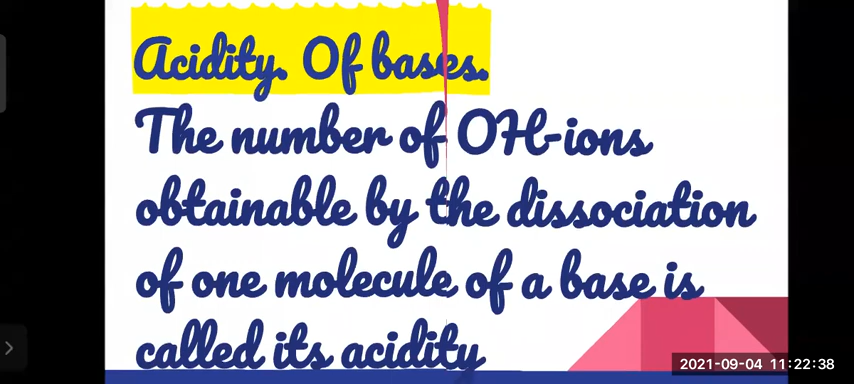 Acidity. Of bases.
The number of OH-ions
obtainable by the dissociation
of one molecule of a base is
called its acidity
2021-09-04 11:22:38